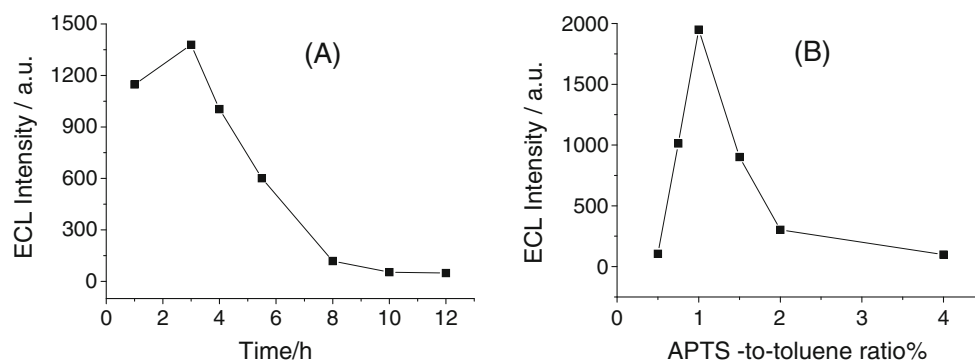 (A)
ECL Intensity / a.u.
1500
1200
900
600
300
0
0 2 4 6 8 10 12
Time/h
(B)
ECL Intensity / a.u.
2000
1500
1000
500
0
0 1 2 3 4
APTS -to-toluene ratio%